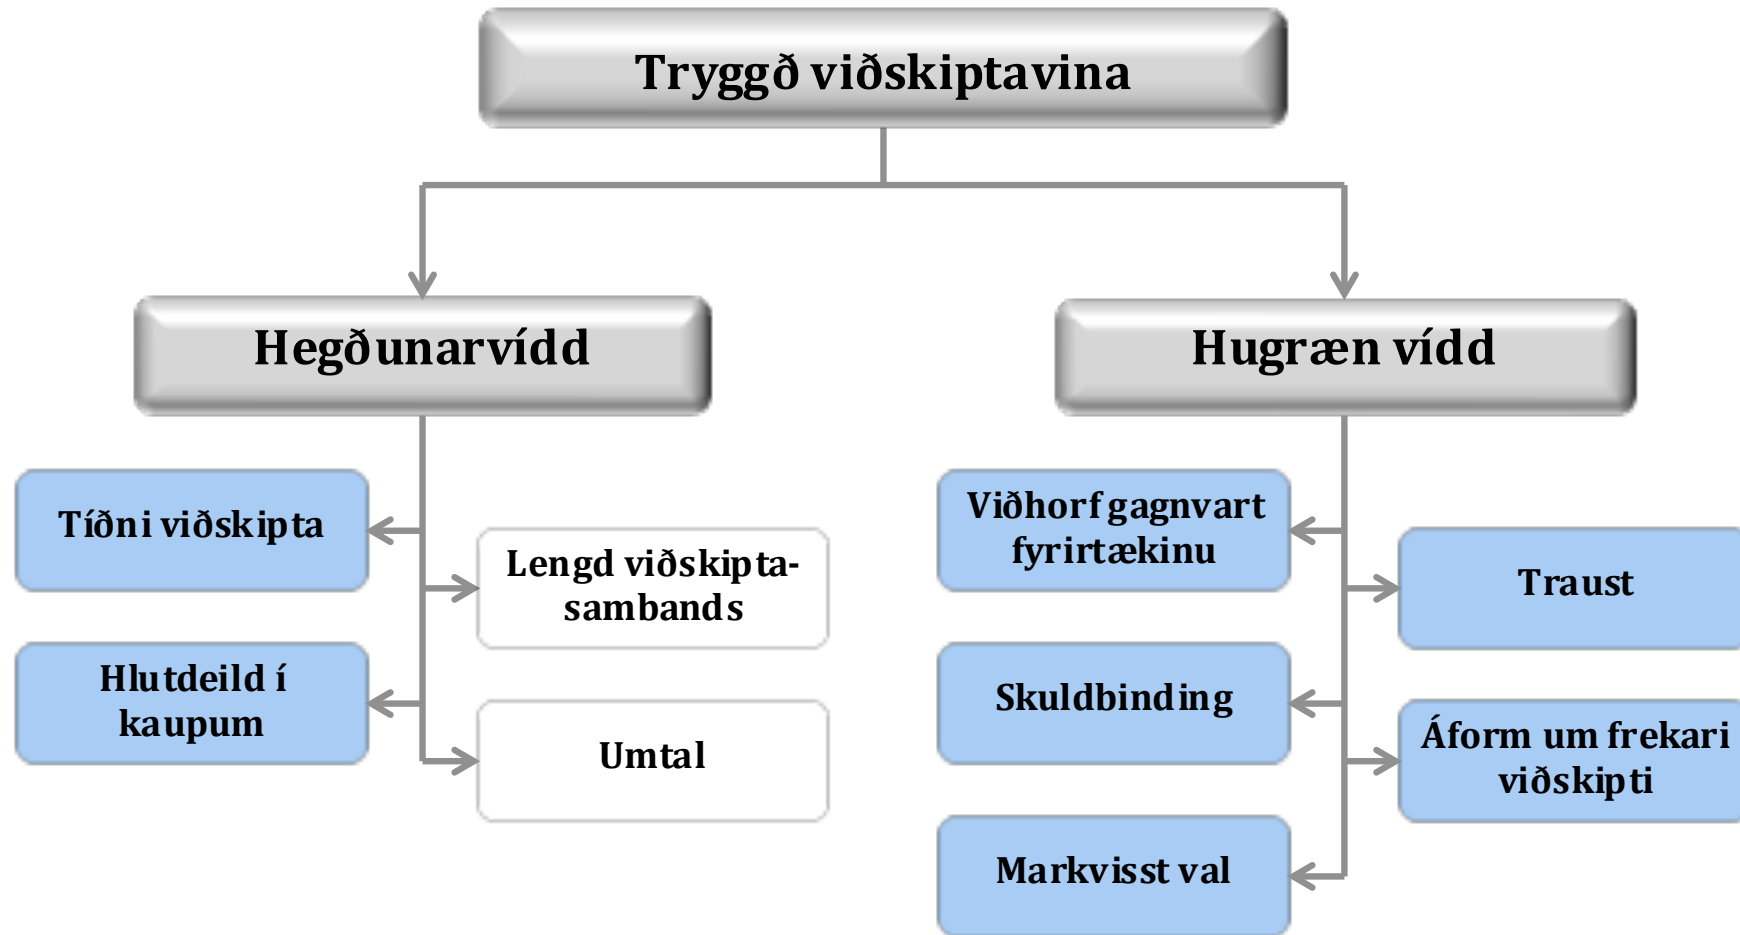 Tryggð viðskiptavina
Hegðunarvídd
Hugræn vídd
Tíðni viðskipta
Lengd viðskipta-
sambands
Hlutdeild í
kaupum
Umtal
Viðhorf gagnvart
fyrirtækinu
Traust
Skuldbinding
Áform um frekari
viðskipti
Markvisst val